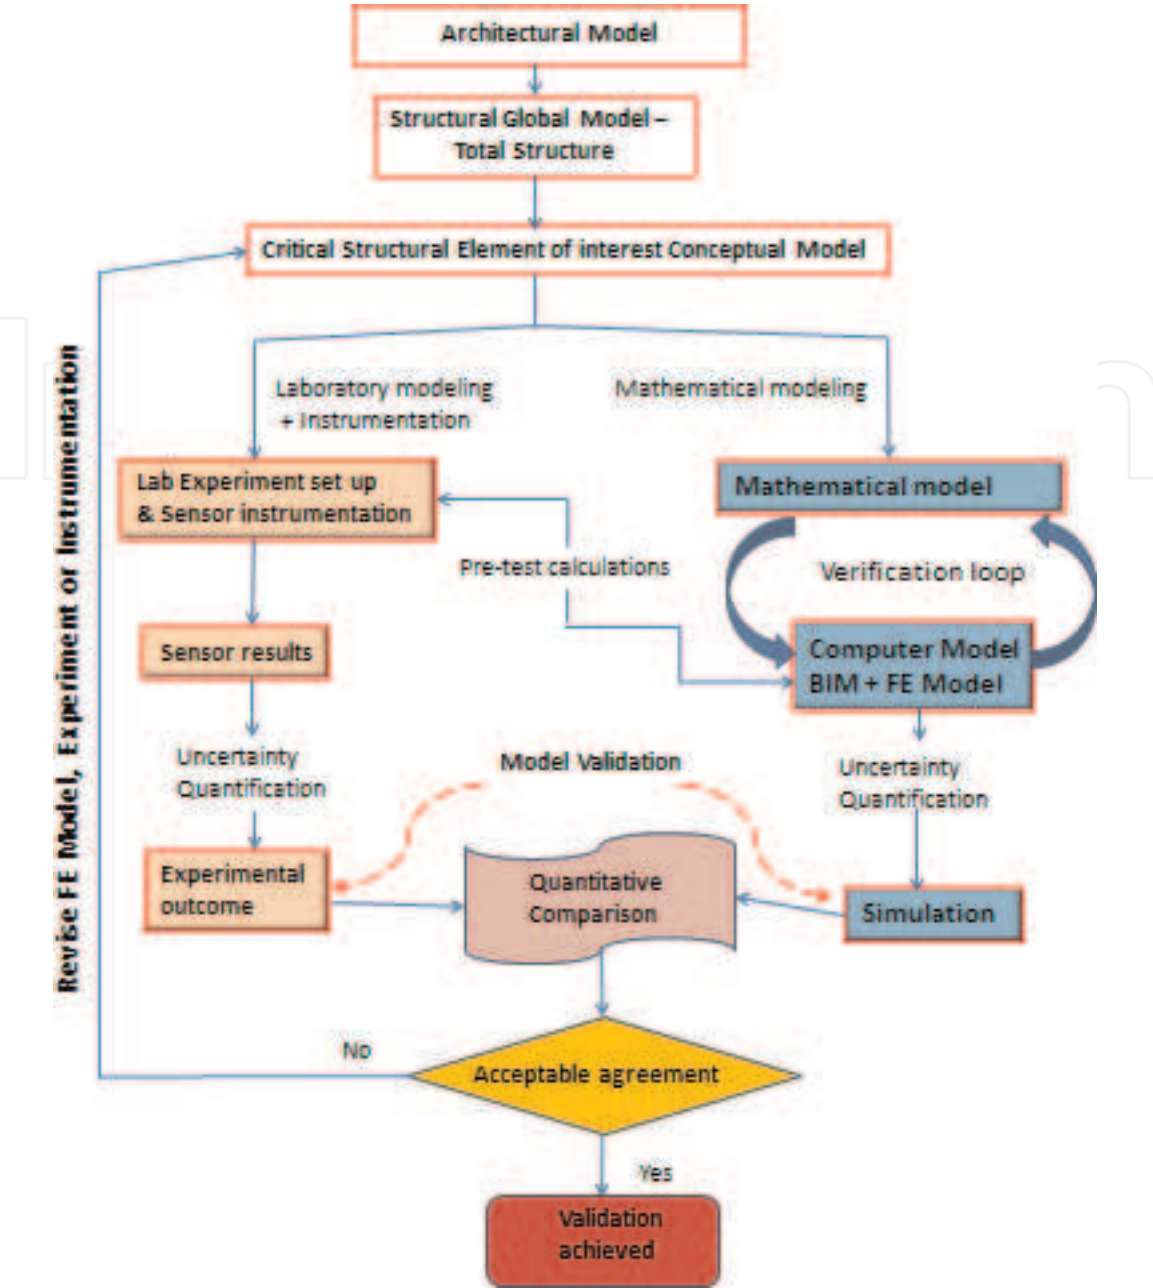 Architectural Model
Structural Global Model –
Total Structure
Critical Structural Element of interest Conceptual Model
Laboratory modeling
+ Instrumentation
Mathematical modeling
Lab Experiment set up
& Sensor instrumentation
Mathematical model
Pre-test calculations
Verification loop
Sensor results
Computer Model
BIM + FE Model
Uncertainty
Quantification
Model Validation
Uncertainty
Quantification
Experimental
outcome
Quantitative
Comparison
Simulation
No
Acceptable agreement
Yes
Validation
achieved
Revise FE Model, Experiment or Instrumentation